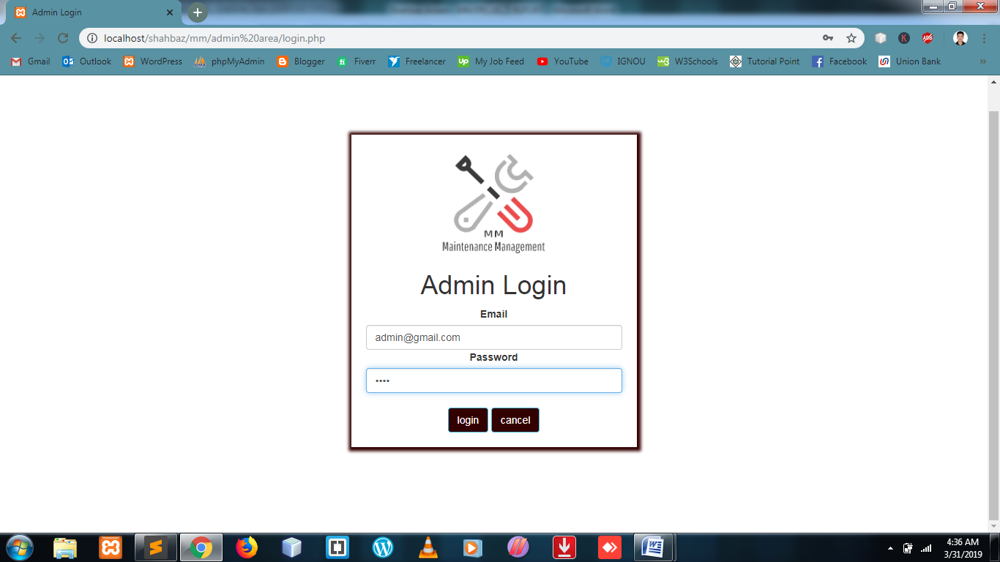 Admin Login
localhost/shahbaz/mm/admin%20area/login.php
Gmail Outlook WordPress phpMyAdmin Blogger Fiverr Freelancer My Job Feed YouTube IGNOU W3Schools Tutorial Point Facebook Union Bank »
MM
Maintenance Management
Admin Login
Email
admin@gmail.com
Password
••••
login cancel
4:36 AM
3/31/2019